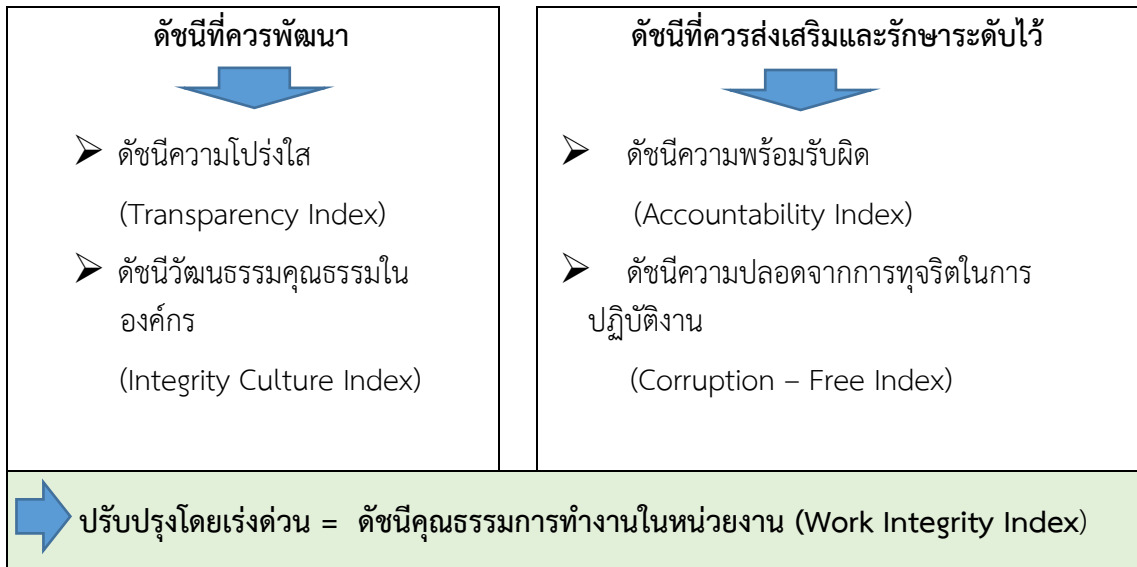 ดัชนีที่ควรพัฒนา
ดัชนีความโปร่งใส
(Transparency Index)
ดัชนีวัฒนธรรมคุณธรรมใน
องค์กร
(Integrity Culture Index)
ดัชนีที่ควรส่งเสริมและรักษาระดับไว้
ดัชนีความพร้อมรับผิด
(Accountability Index)
ดัชนีความปลอดจากการทุจริตในการ
ปฏิบัติงาน
(Corruption – Free Index)
ปรับปรุงโดยเร่งด่วน = ดัชนีคุณธรรมการทำงานในหน่วยงาน (Work Integrity Index)